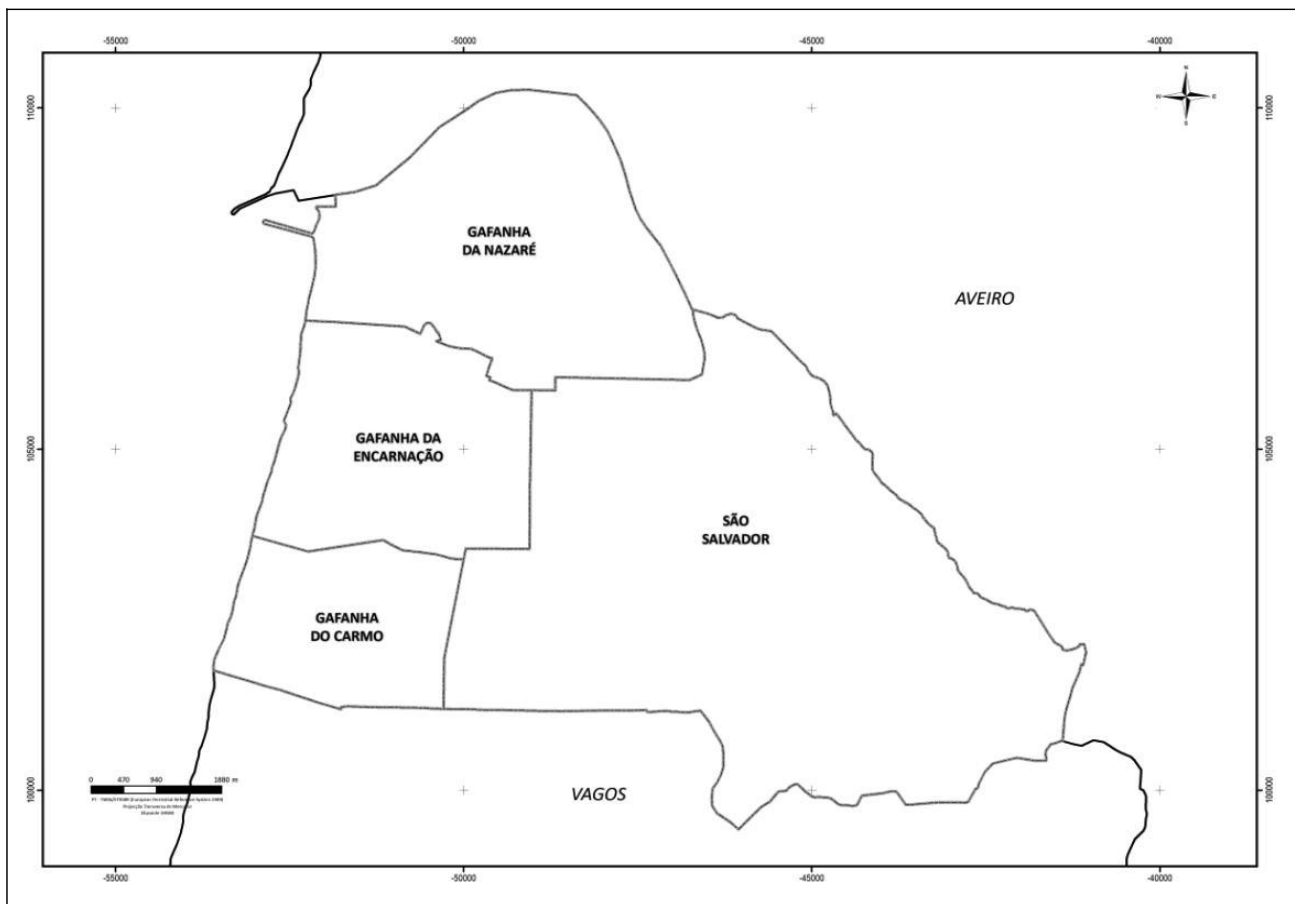 -55000
-50000
-45000
-40000
110000
110000
N
W
E
S
GAFANHA
DA NAZARÉ
AVEIRO
105000
105000
GAFANHA DA
ENCARNAÇÃO
SÃO
SALVADOR
GAFANHA
DO CARMO
0 470 940 1880 m
100000
100000
VAGOS
-55000
-50000
-45000
-40000